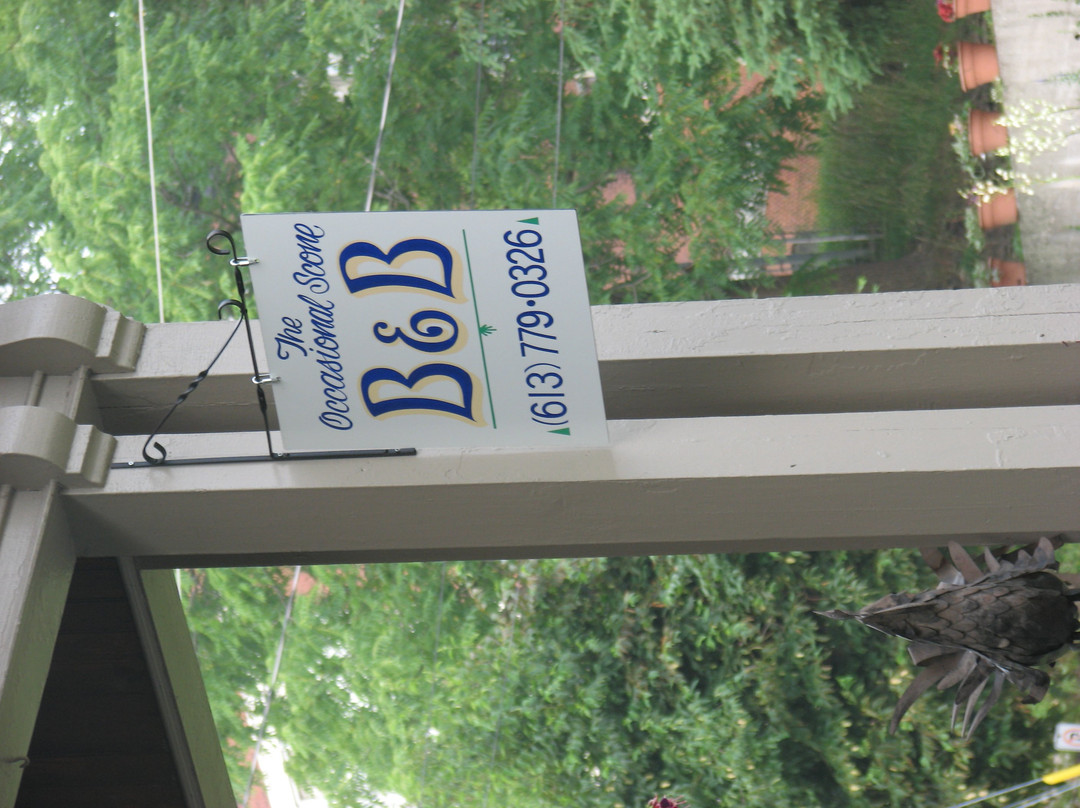 The
Occasional Scone
B&B
(613) 779·0326